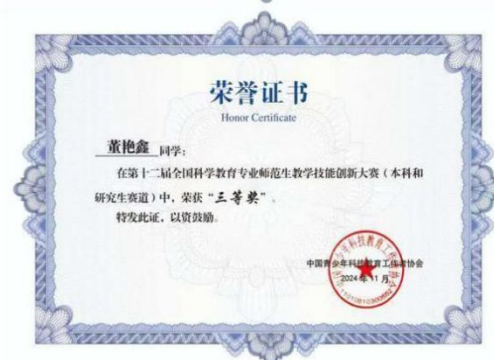 荣誉证书
Honor Certificate
董艳鑫 同学：
在第十二届全国科学教育专业师范生教学技能创新大赛（本科和
研究生赛道）中，荣获“三等奖”。
特发此证，以资鼓励。
中国青少年科技教育工作者协会
2024年11月